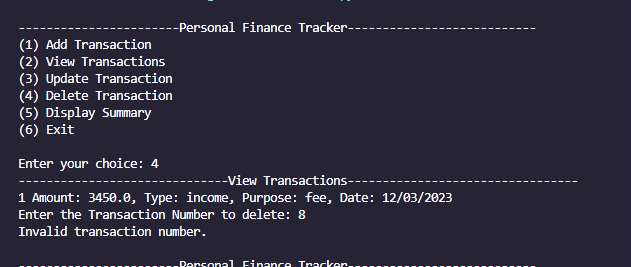 -----------------------Personal Finance Tracker---------------------------
(1) Add Transaction
(2) View Transactions
(3) Update Transaction
(4) Delete Transaction
(5) Display Summary
(6) Exit
Enter your choice: 4
------------------------------View Transactions---------------------------------
1 Amount: 3450.0, Type: income, Purpose: fee, Date: 12/03/2023
Enter the Transaction Number to delete: 8
Invalid transaction number.
-----------------------Personal Finance Tracker---------------------------